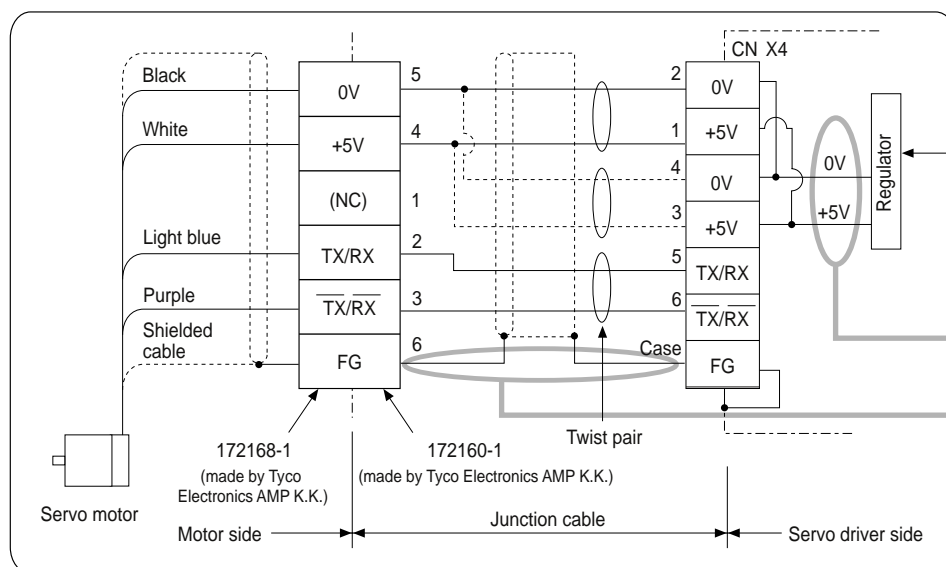 CN X4
Black 0V 5 2 0V
White +5V 4 1 +5V
(NC) 1 4 0V 0V
3 +5V +5V
Regulator
Light blue TX/RX 2 5 TX/RX
Purple TX/RX 3 6 TX/RX
Shielded
cable
FG 6 Case FG
172168-1
(made by Tyco
Electronics AMP K.K.)
172160-1
(made by Tyco Electronics AMP K.K.)
Twist pair
Servo motor
Motor side
Junction cable
Servo driver side